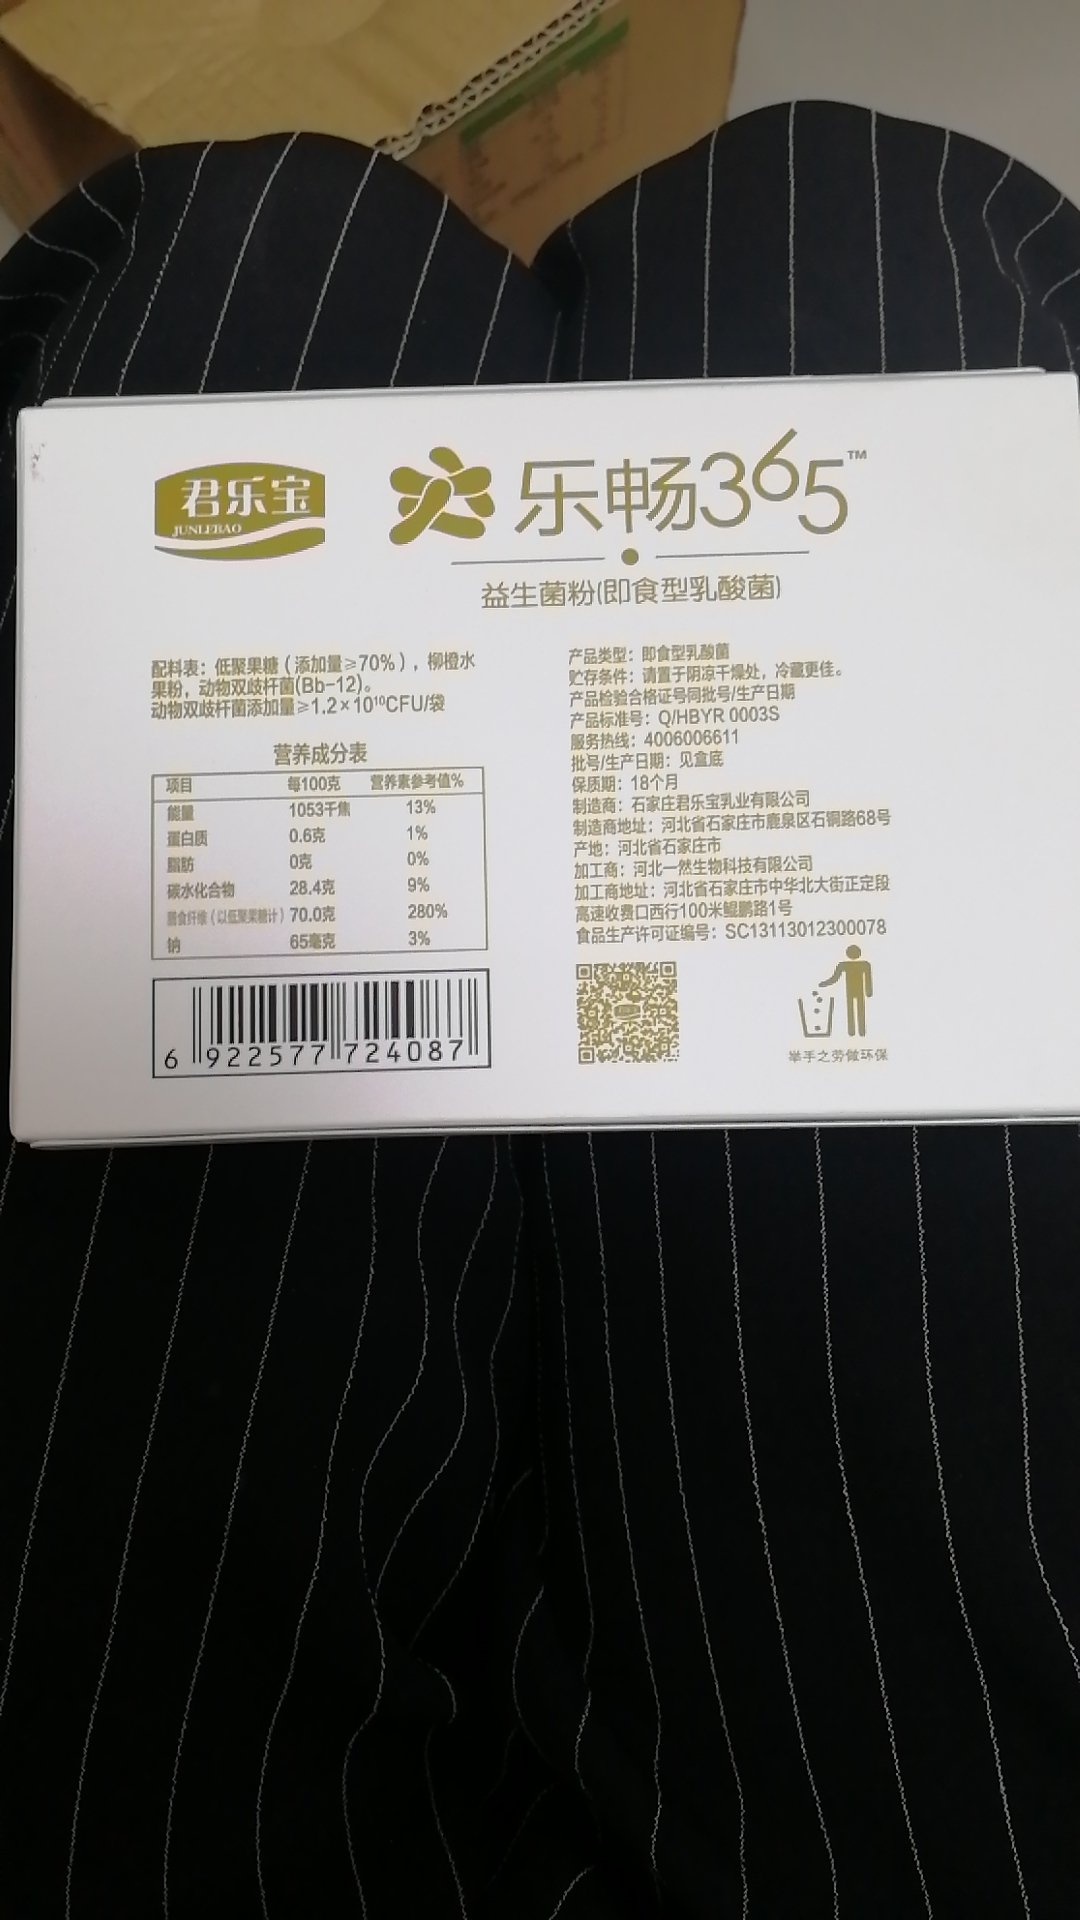 君乐宝
JUNLEBAO
乐畅365™
益生菌粉(即食型乳酸菌)
配料表：低聚果糖（添加量≥70%），柳橙水
果粉，动物双歧杆菌(Bb-12)。
动物双歧杆菌添加量≥1.2×10¹⁰CFU/袋
营养成分表
项目 每100克 营养素参考值%
能量 1053千焦 13%
蛋白质 0.6克 1%
脂肪 0克 0%
碳水化合物 28.4克 9%
膳食纤维（以低聚果糖计） 70.0克 280%
钠 65毫克 3%
6 922577 724087
产品类型：即食型乳酸菌
贮存条件：请置于阴凉干燥处，冷藏更佳。
产品检验合格证号同批号/生产日期
产品标准号：Q/HBYR 0003S
服务热线：4006006611
批号/生产日期：见盒底
保质期：18个月
制造商：石家庄君乐宝乳业有限公司
制造商地址：河北省石家庄市鹿泉区石铜路68号
产地：河北省石家庄市
加工商：河北一然生物科技有限公司
加工商地址：河北省石家庄市中华北大街正定段
高速收费口西行100米鲲鹏路1号
食品生产许可证编号：SC13113012300078
举手之劳做环保